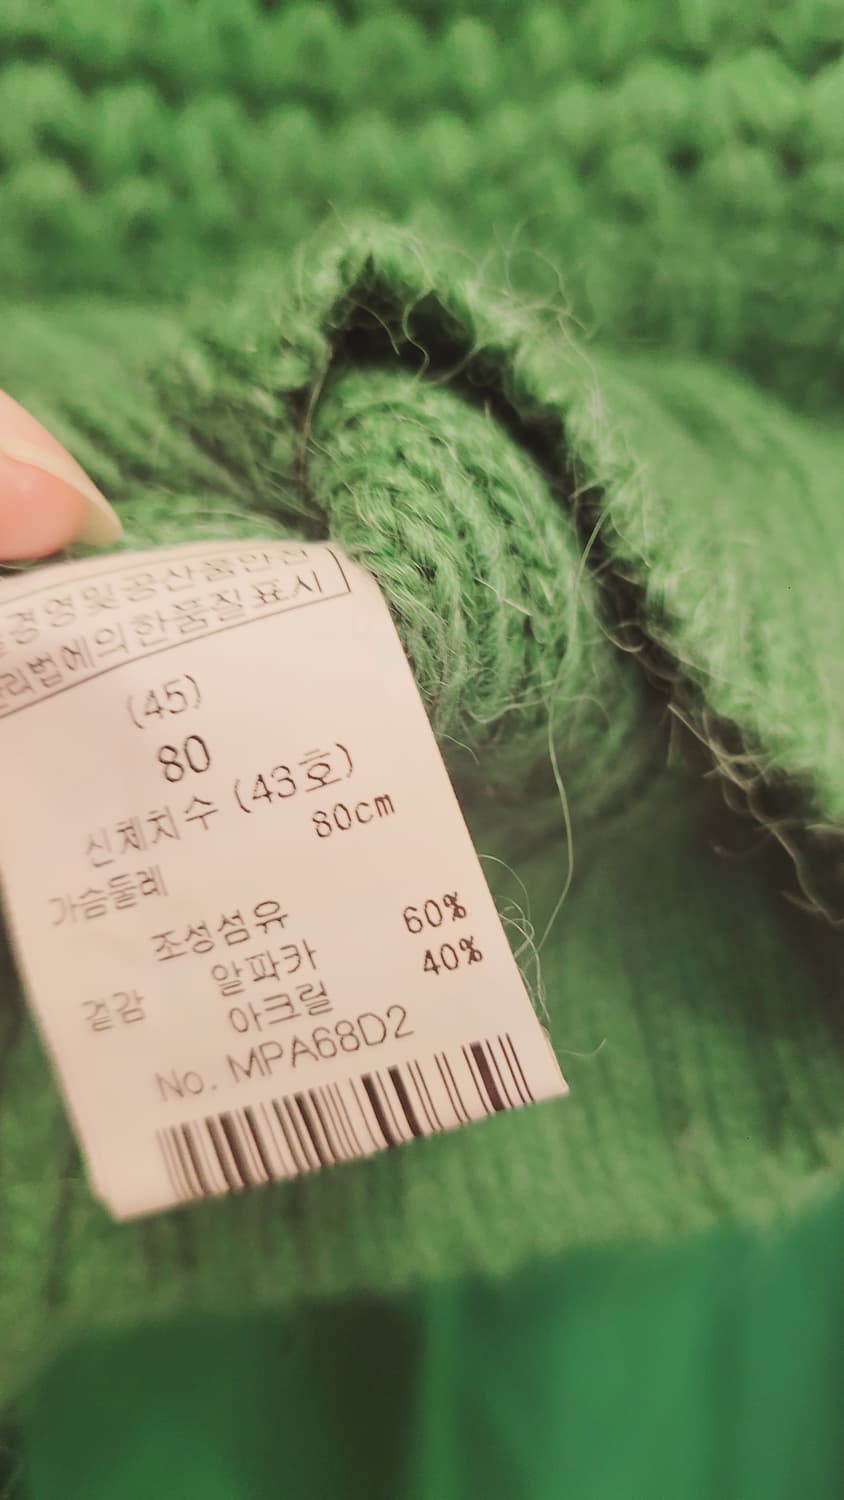 경영및공산품안전
관리법에의한품질표시
(45)
80
신체치수 (43호)
가슴둘레 80cm
조성섬유
겉감 알파카 60%
아크릴 40%
No. MPA68D2